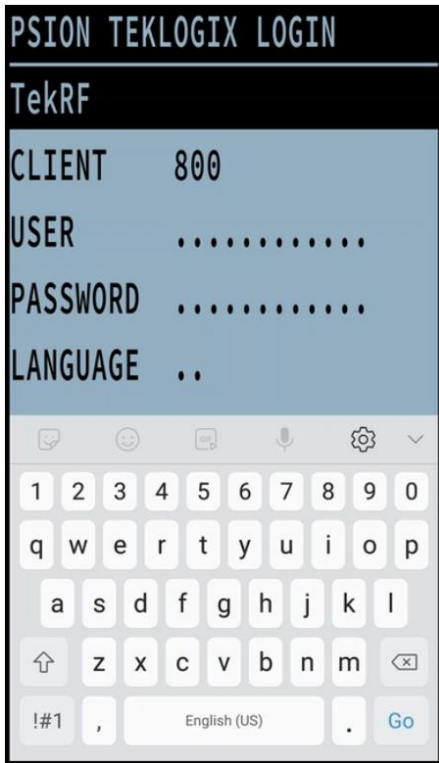 PSION TEKLOGIX LOGIN
TekRF
CLIENT 800
USER ............
PASSWORD ............
LANGUAGE ..
GIF
1 2 3 4 5 6 7 8 9 0
q w e r t y u i o p
a s d f g h j k l
z x c v b n m
!#1 , English (US) . Go